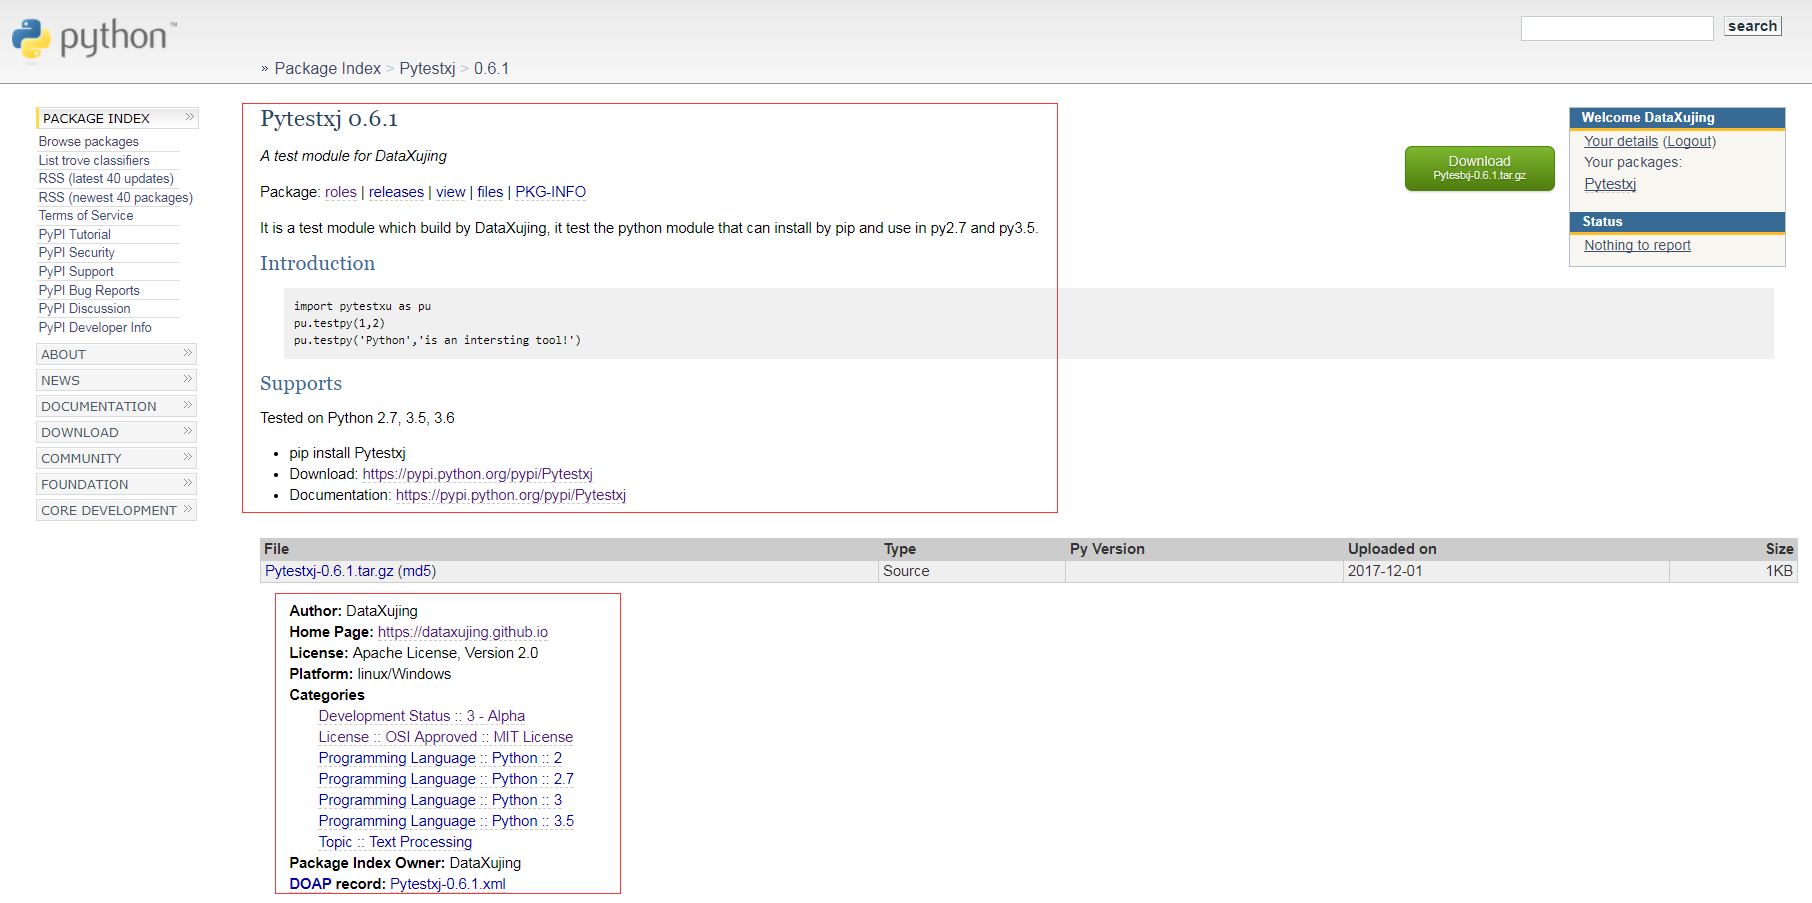 python™
search
» Package Index > Pytestxj > 0.6.1
PACKAGE INDEX »
Browse packages
List trove classifiers
RSS (latest 40 updates)
RSS (newest 40 packages)
Terms of Service
PyPI Tutorial
PyPI Security
PyPI Support
PyPI Bug Reports
PyPI Discussion
PyPI Developer Info
ABOUT »
NEWS »
DOCUMENTATION »
DOWNLOAD »
COMMUNITY »
FOUNDATION »
CORE DEVELOPMENT »
Pytestxj 0.6.1
A test module for DataXujing
Package: roles | releases | view | files | PKG-INFO
It is a test module which build by DataXujing, it test the python module that can install by pip and use in py2.7 and py3.5.
Introduction
import pytestxu as pu
pu.testpy(1,2)
pu.testpy('Python','is an intersting tool!')
Supports
Tested on Python 2.7, 3.5, 3.6
• pip install Pytestxj
• Download: https://pypi.python.org/pypi/Pytestxj
• Documentation: https://pypi.python.org/pypi/Pytestxj
Download
Pytestxj-0.6.1.tar.gz
Welcome DataXujing
Your details (Logout)
Your packages:
Pytestxj
Status
Nothing to report
File Type Py Version Uploaded on Size
Pytestxj-0.6.1.tar.gz (md5) Source 2017-12-01 1KB
Author: DataXujing
Home Page: https://dataxujing.github.io
License: Apache License, Version 2.0
Platform: linux/Windows
Categories
Development Status :: 3 - Alpha
License :: OSI Approved :: MIT License
Programming Language :: Python :: 2
Programming Language :: Python :: 2.7
Programming Language :: Python :: 3
Programming Language :: Python :: 3.5
Topic :: Text Processing
Package Index Owner: DataXujing
DOAP record: Pytestxj-0.6.1.xml